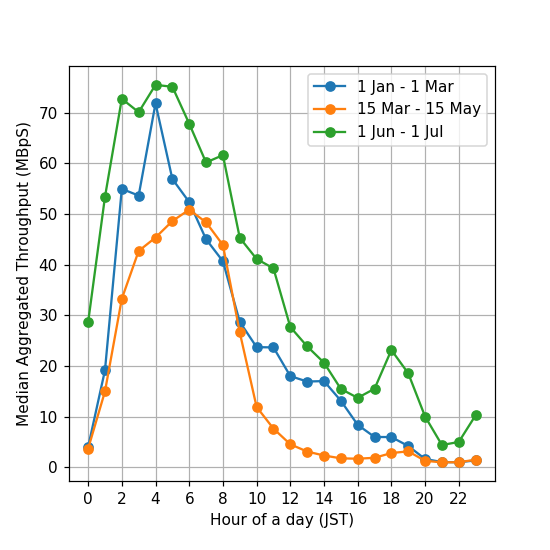 1 Jan - 1 Mar
15 Mar - 15 May
1 Jun - 1 Jul
Median Aggregated Throughput (MBpS)
70
60
50
40
30
20
10
0
0 2 4 6 8 10 12 14 16 18 20 22
Hour of a day (JST)